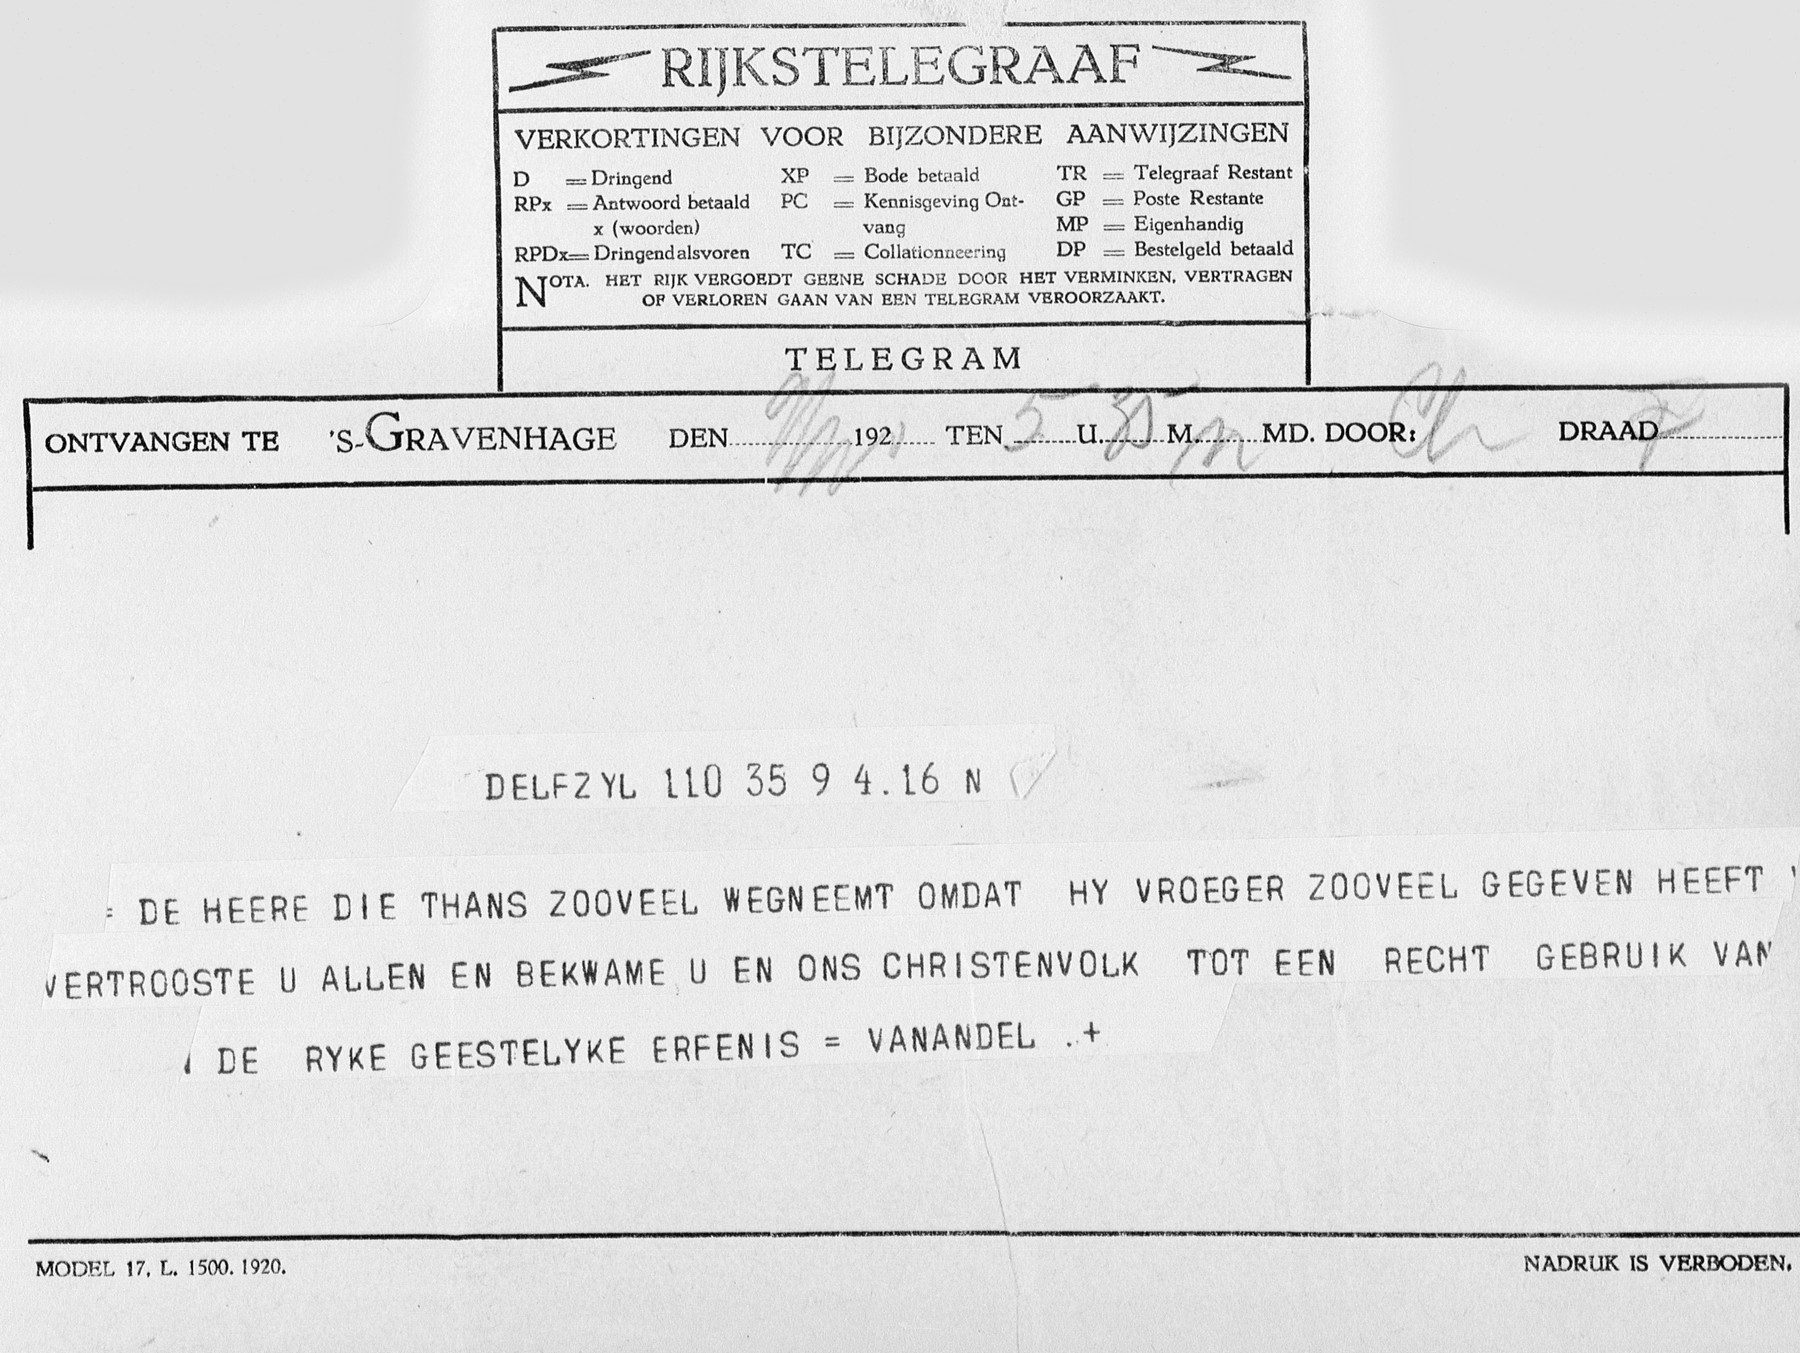 RIJKSTELEGRAAF
VERKORTINGEN VOOR BIJZONDERE AANWIJZINGEN
D = Dringend XP = Bode betaald TR = Telegraaf Restant
RPx = Antwoord betaald PC = Kennisgeving Ont- GP = Poste Restante
x (woorden) vang MP = Eigenhandig
RPDx = Dringend alsvoren TC = Collationneering DP = Bestelgeld betaald
NOTA. HET RIJK VERGOEDT GEENE SCHADE DOOR HET VERMINKEN, VERTRAGEN
OF VERLOREN GAAN VAN EEN TELEGRAM VEROORZAAKT.
TELEGRAM
ONTVANGEN TE 'S-GRAVENHAGE DEN 192 TEN 5 U. 35 M. MD. DOOR: DRAAD
DELFZYL 110 35 9 4.16 N
= DE HEERE DIE THANS ZOOVEEL WEGNEEMT OMDAT HY VROEGER ZOOVEEL GEGEVEN HEEFT
VERTROOSTE U ALLEN EN BEKWAME U EN ONS CHRISTENVOLK TOT EEN RECHT GEBRUIK VAN
DE RYKE GEESTELYKE ERFENIS = VANANDEL .+
MODEL 17, L. 1500. 1920.
NADRUK IS VERBODEN.